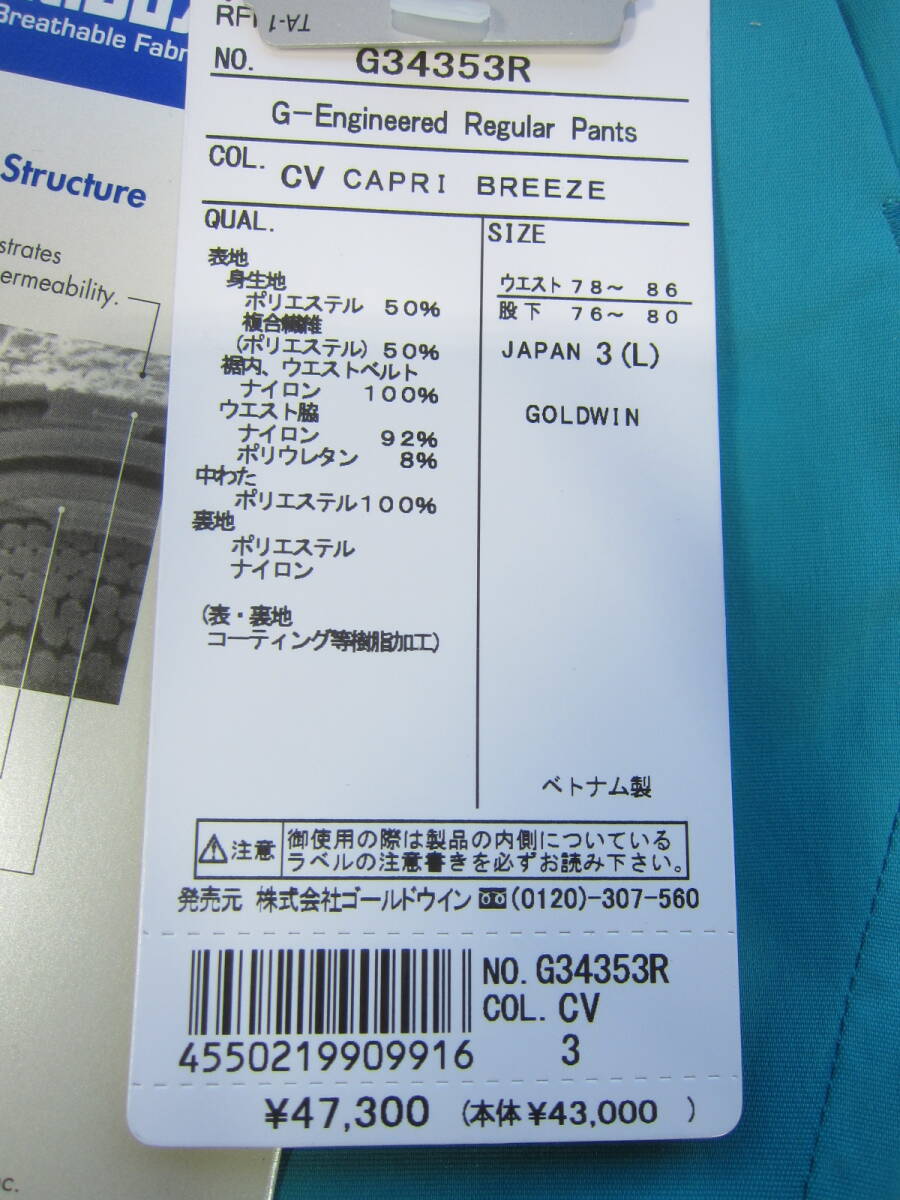 Breathable Fabr
Structure
strates
ermeability.
TA-1
NO. G34353R
G-Engineered Regular Pants
COL. CV CAPRI BREEZE
QUAL.
表地
身生地
ポリエステル 50%
複合繊維
(ポリエステル) 50%
裾内、ウエストベルト
ナイロン 100%
ウエスト脇
ナイロン 92%
ポリウレタン 8%
中わた
ポリエステル100%
裏地
ポリエステル
ナイロン
(表・裏地
コーティング等樹脂加工)
SIZE
ウエスト 78～ 86
股下 76～ 80
JAPAN 3(L)
GOLDWIN
ベトナム製
注意 御使用の際は製品の内側についている
ラベルの注意書きを必ずお読み下さい。
発売元 株式会社ゴールドウイン (0120)-307-560
NO. G34353R
COL. CV
3
4550219909916
¥47,300 (本体 ¥43,000 )